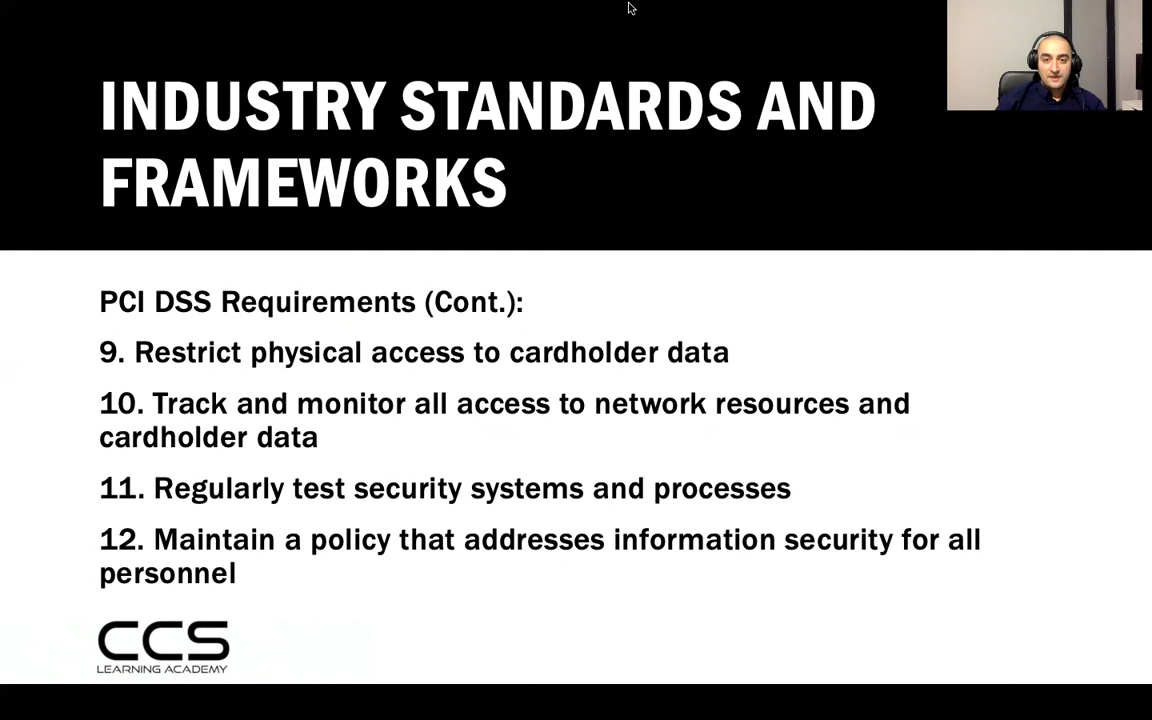 INDUSTRY STANDARDS AND
FRAMEWORKS
PCI DSS Requirements (Cont.):
9. Restrict physical access to cardholder data
10. Track and monitor all access to network resources and
cardholder data
11. Regularly test security systems and processes
12. Maintain a policy that addresses information security for all
personnel
CCS
LEARNING ACADEMY